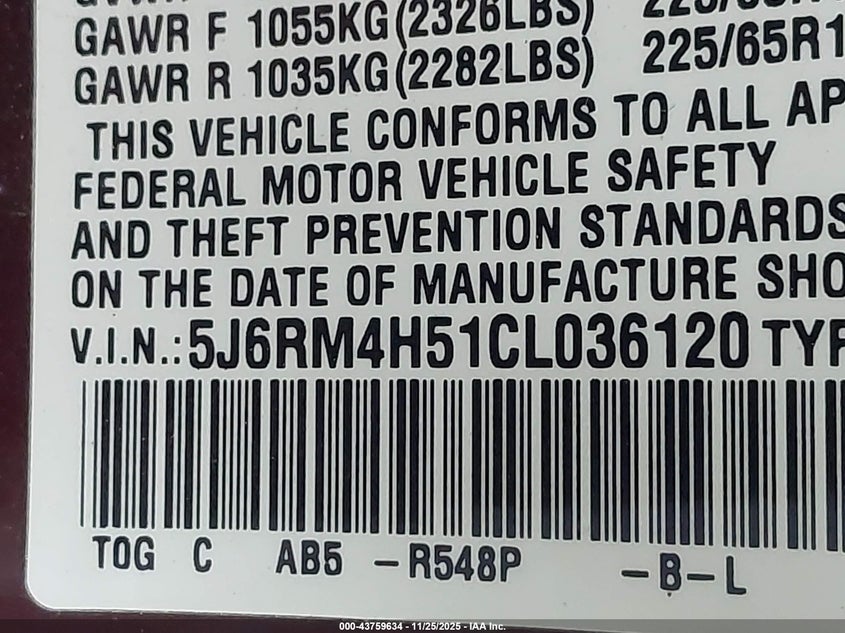 GAWR F 1055KG(2326LBS)
GAWR R 1035KG(2282LBS) 225/65R1
THIS VEHICLE CONFORMS TO ALL AP
FEDERAL MOTOR VEHICLE SAFETY
AND THEFT PREVENTION STANDARDS
ON THE DATE OF MANUFACTURE SHO
V.I.N.:5J6RM4H51CL036120 TYP
TOG C AB5 -R548P -B-L
000-43759634 - 11/25/2025 - IAA Inc.